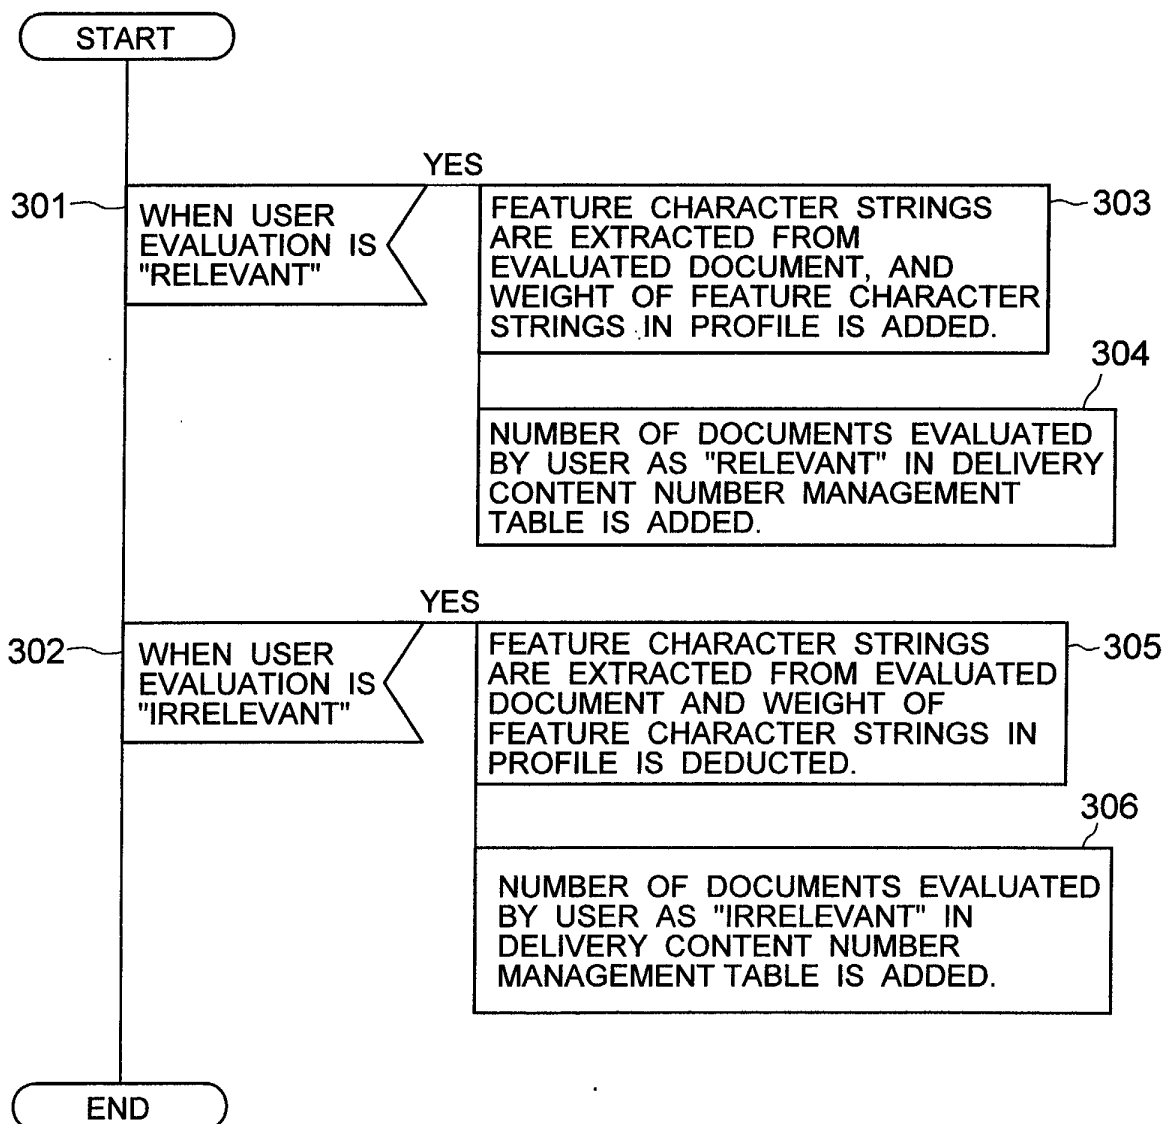 START
YES
301
WHEN USER
EVALUATION IS
"RELEVANT"
FEATURE CHARACTER STRINGS
ARE EXTRACTED FROM
EVALUATED DOCUMENT, AND
WEIGHT OF FEATURE CHARACTER
STRINGS IN PROFILE IS ADDED.
303
304
NUMBER OF DOCUMENTS EVALUATED
BY USER AS "RELEVANT" IN DELIVERY
CONTENT NUMBER MANAGEMENT
TABLE IS ADDED.
YES
302
WHEN USER
EVALUATION IS
"IRRELEVANT"
FEATURE CHARACTER STRINGS
ARE EXTRACTED FROM EVALUATED
DOCUMENT AND WEIGHT OF
FEATURE CHARACTER STRINGS IN
PROFILE IS DEDUCTED.
305
306
NUMBER OF DOCUMENTS EVALUATED
BY USER AS "IRRELEVANT" IN
DELIVERY CONTENT NUMBER
MANAGEMENT TABLE IS ADDED.
END